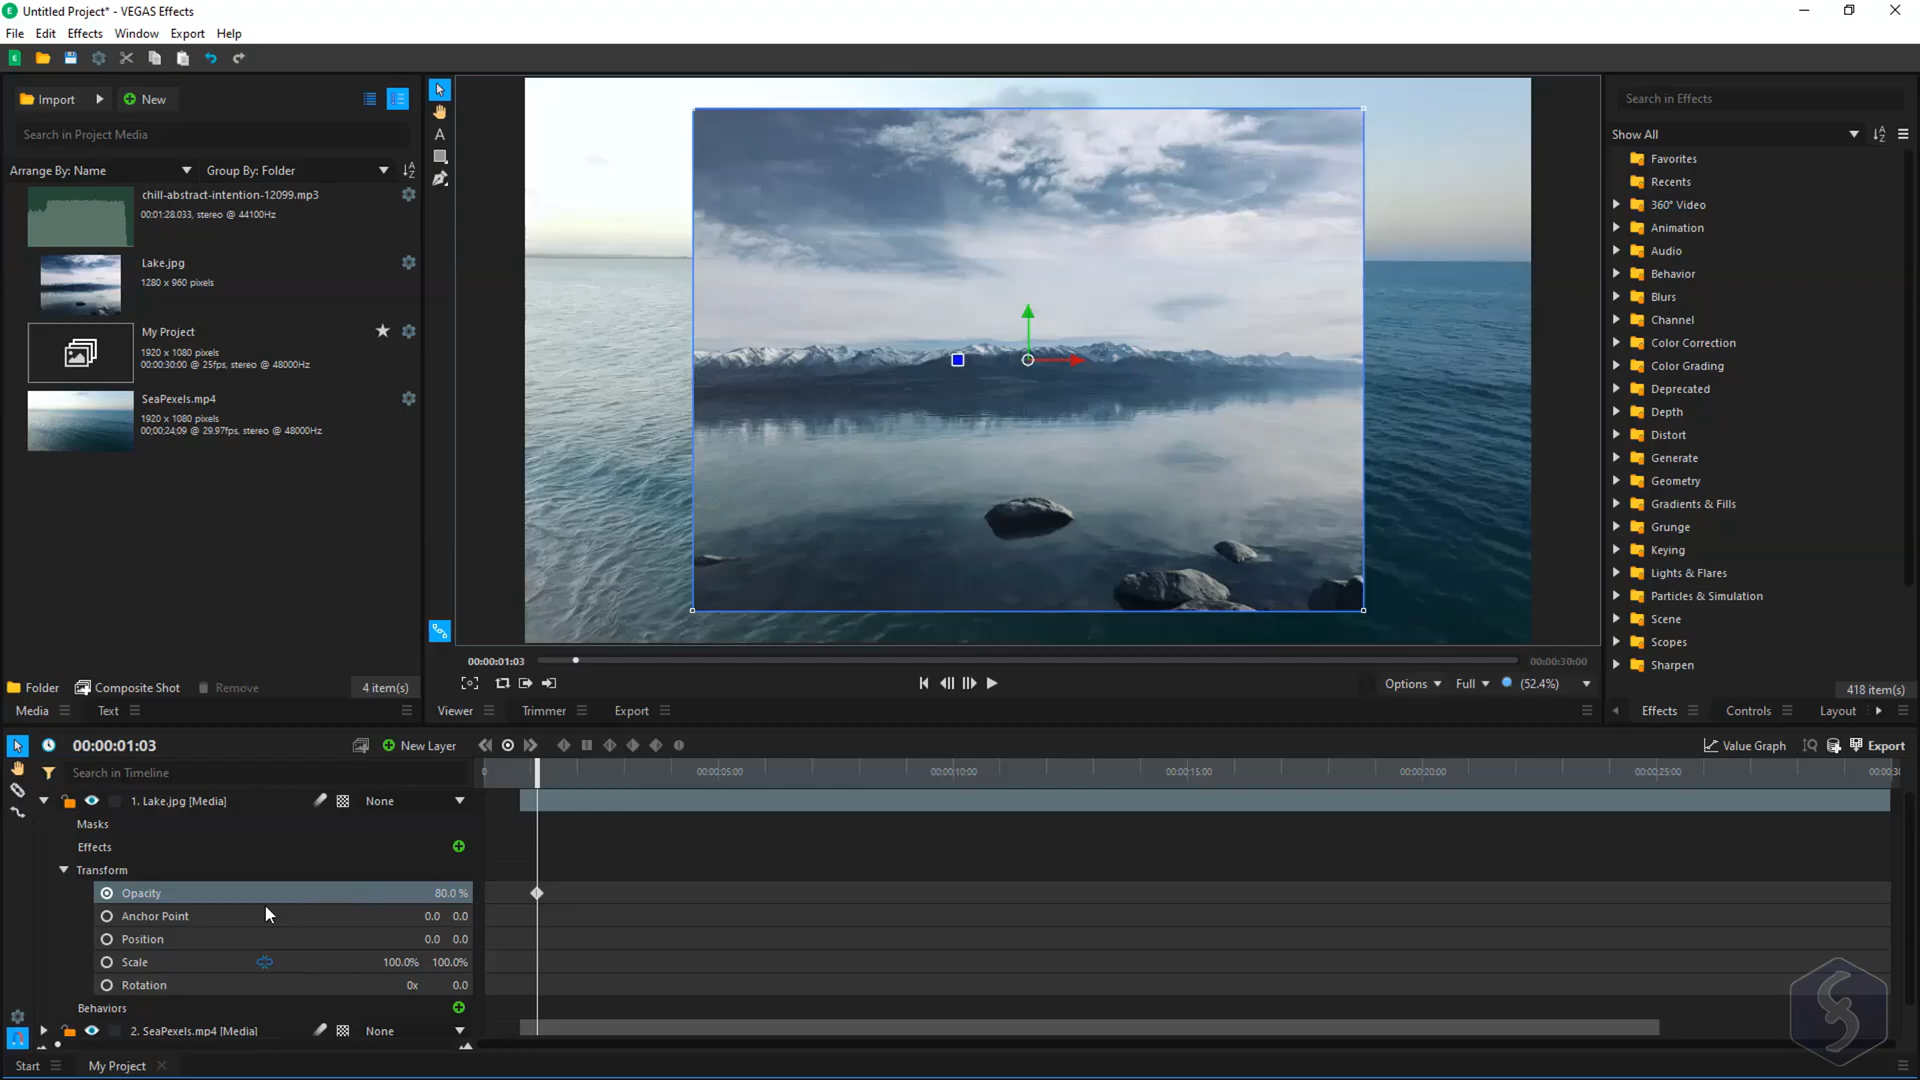 Untitled Project* - VEGAS Effects
File Edit Effects Window Export Help
Import New
Search in Project Media
Arrange By: Name Group By: Folder
chill-abstract-intention-12099.mp3
00:01:28.033, stereo @ 44100Hz
Lake.jpg
1280 x 960 pixels
My Project
1920 x 1080 pixels
00:00:30:00 @ 25fps, stereo @ 48000Hz
SeaPexels.mp4
1920 x 1080 pixels
00;00;24;09 @ 29.97fps, stereo @ 48000Hz
Folder Composite Shot Remove 4 item(s)
Media Text
A
00:00:01:03 00:00:30:00
Options Full (52.4%)
Viewer Trimmer Export
Search in Effects
Show All
Favorites
Recents
360° Video
Animation
Audio
Behavior
Blurs
Channel
Color Correction
Color Grading
Deprecated
Depth
Distort
Generate
Geometry
Gradients & Fills
Grunge
Keying
Lights & Flares
Particles & Simulation
Scene
Scopes
Sharpen
418 item(s)
Effects Controls Layout
00:00:01:03 New Layer Value Graph Export
Search in Timeline
0 00:00:05:00 00:00:10:00 00:00:15:00 00:00:20:00 00:00:25:00 00:00:30
1. Lake.jpg [Media] None
Masks
Effects
Transform
Opacity 80.0 %
Anchor Point 0.0 0.0
Position 0.0 0.0
Scale 100.0% 100.0%
Rotation 0x 0.0
Behaviors
2. SeaPexels.mp4 [Media] None
Start My Project